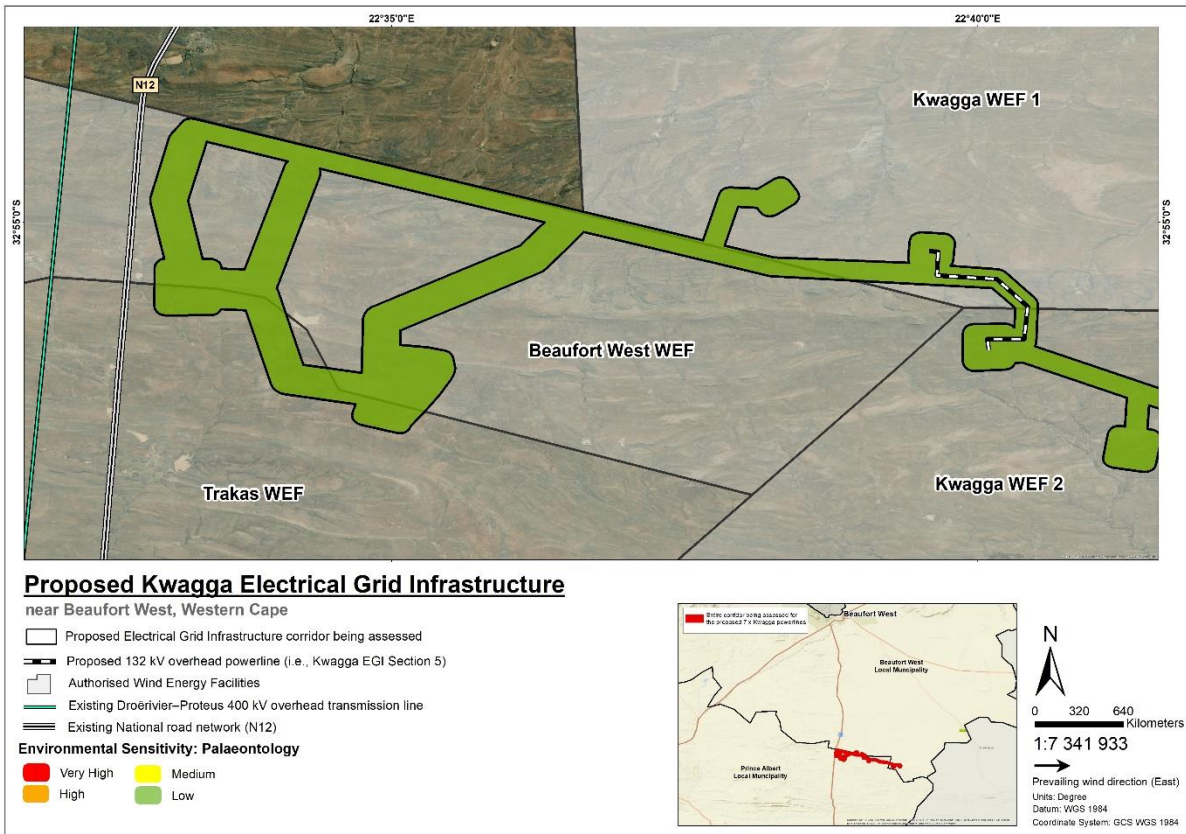 22°35'0"E
22°40'0"E
N12
Kwagga WEF 1
32°55'0"S
32°55'0"S
Beaufort West WEF
Trakas WEF
Kwagga WEF 2
Proposed Kwagga Electrical Grid Infrastructure
near Beaufort West, Western Cape
Proposed Electrical Grid Infrastructure corridor being assessed
Proposed 132 kV overhead powerline (i.e., Kwagga EGI Section 5)
Authorised Wind Energy Facilities
Existing Droërivier–Proteus 400 kV overhead transmission line
Existing National road network (N12)
Environmental Sensitivity: Palaeontology
Very High
Medium
High
Low
Entire corridor being assessed for
the proposed 7 x Kwagga powerlines
Beaufort West
Beaufort West
Local Municipality
Prince Albert
Local Muncipality
N
0 320 640
Kilometers
1:7 341 933
Prevailing wind direction (East)
Units: Degree
Datum: WGS 1984
Coordinate System: GCS WGS 1984